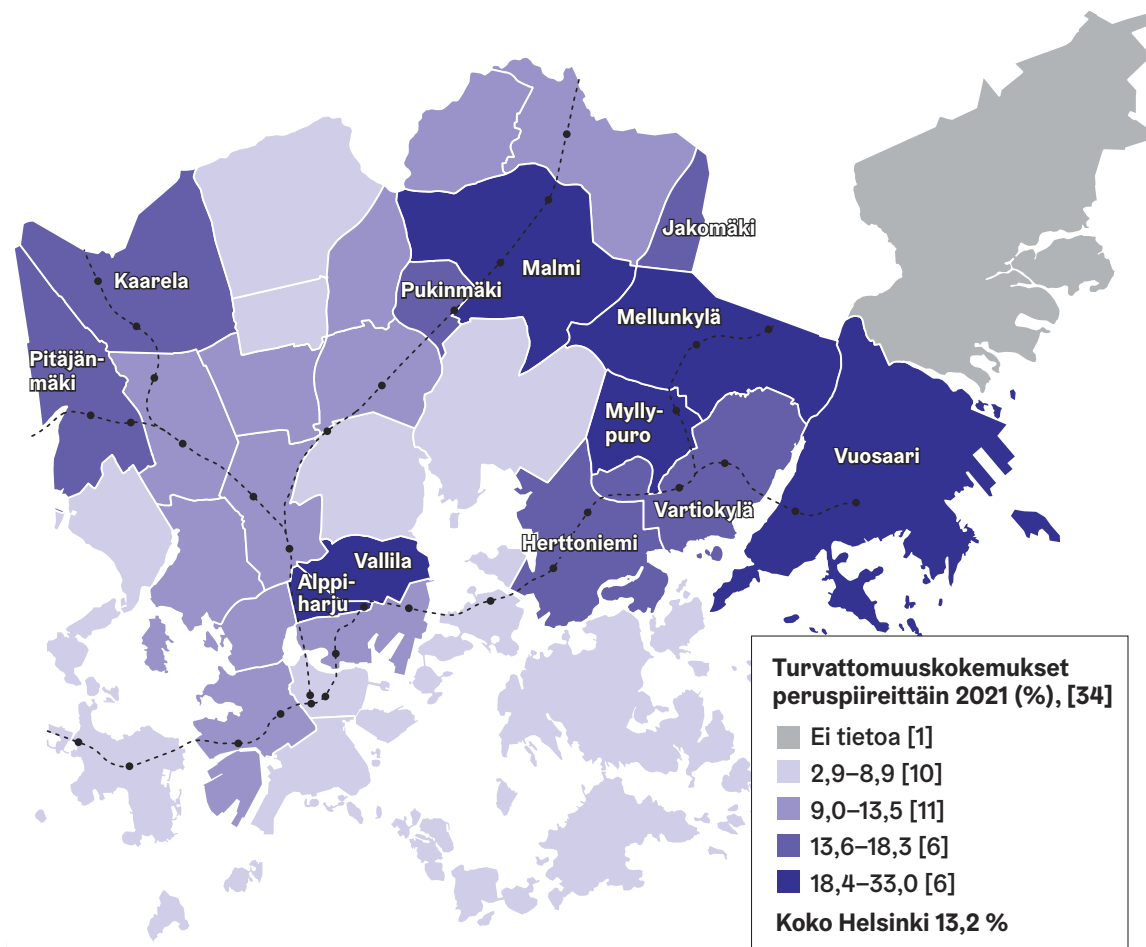 Jakomäki
Malmi
Kaarela
Pukinmäki
Mellunkylä
Pitäjän-
mäki
Mylly-
puro
Vuosaari
Vartiokylä
Herttoniemi
Vallila
Alppi-
harju
Turvattomuuskokemukset
peruspiireittäin 2021 (%), [34]
Ei tietoa [1]
2,9–8,9 [10]
9,0–13,5 [11]
13,6–18,3 [6]
18,4–33,0 [6]
Koko Helsinki 13,2 %